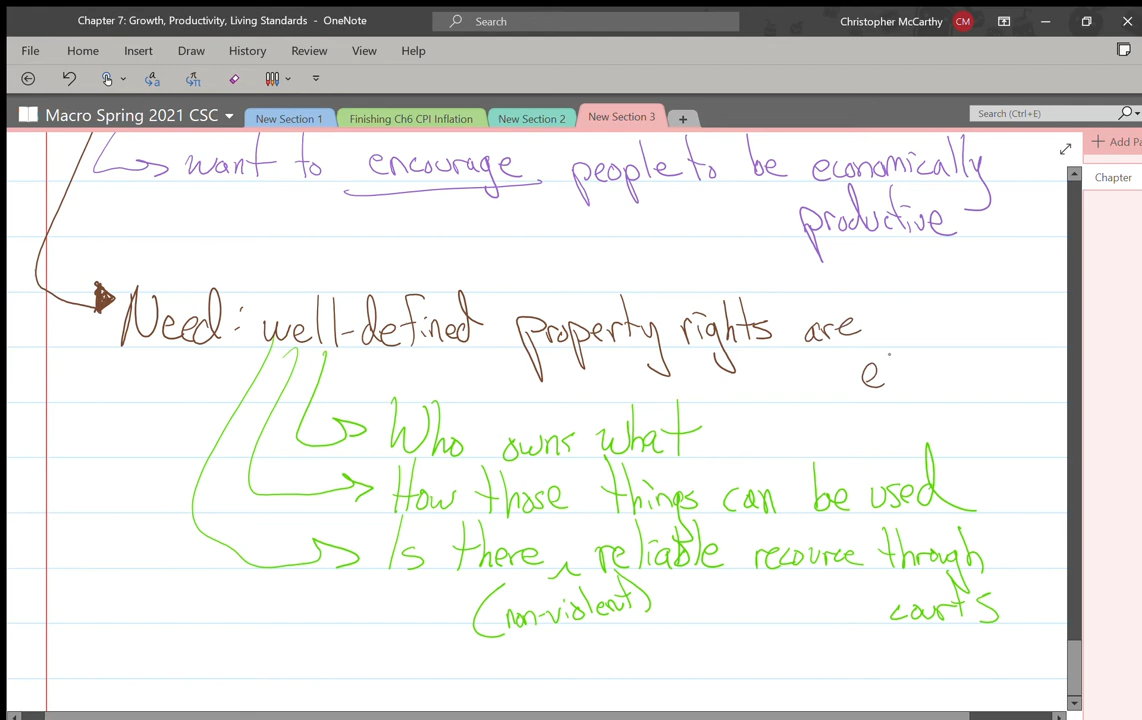 Chapter 7: Growth, Productivity, Living Standards - OneNote
Search
Christopher McCarthy CM
File Home Insert Draw History Review View Help
Macro Spring 2021 CSC
New Section 1
Finishing Ch6 CPI Inflation
New Section 2
New Section 3
Search (Ctrl+E)
Add Pa
Chapter
want to encourage people to be economically
productive
Need: well-defined property rights are
e
Who owns what
How those things can be used
Is there ^ reliable recourse through
(non-violent) courts